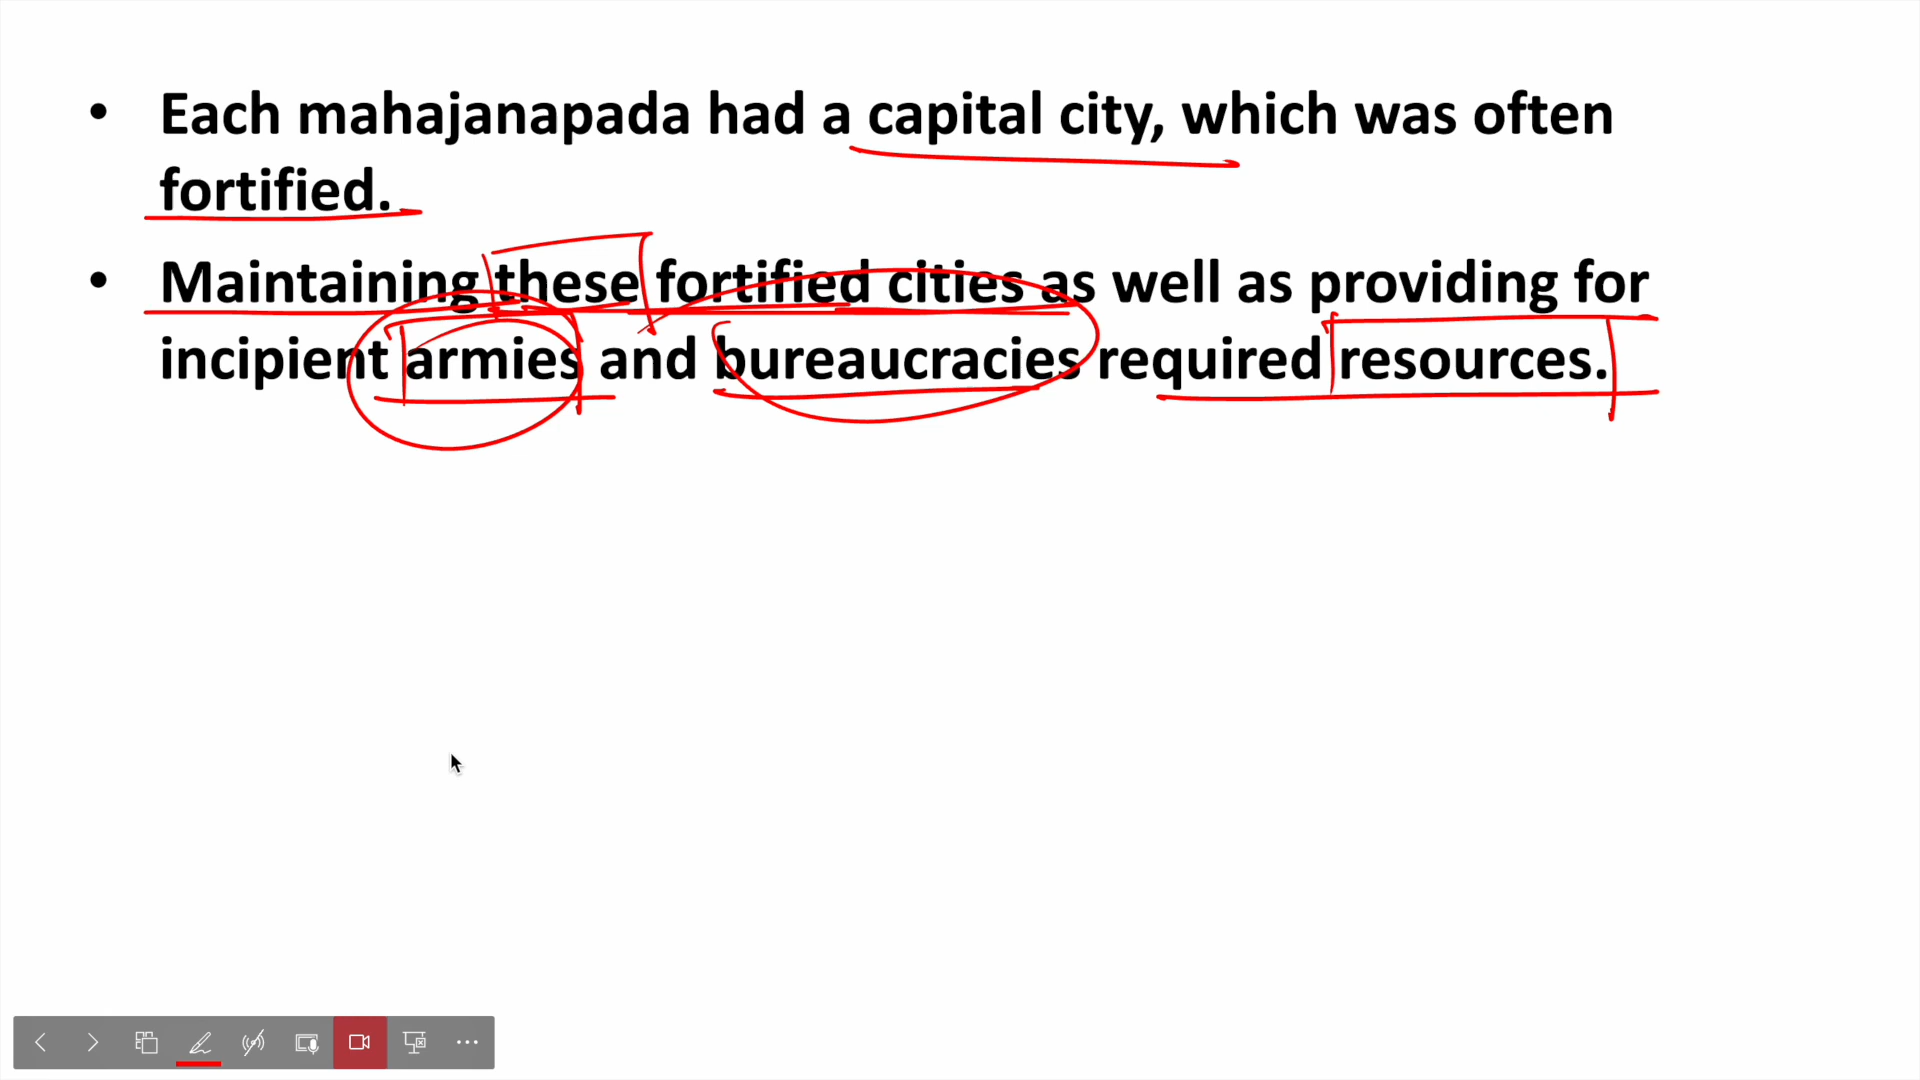 • Each mahajanapada had a capital city, which was often
fortified.
• Maintaining these fortified cities as well as providing for
incipient armies and bureaucracies required resources.